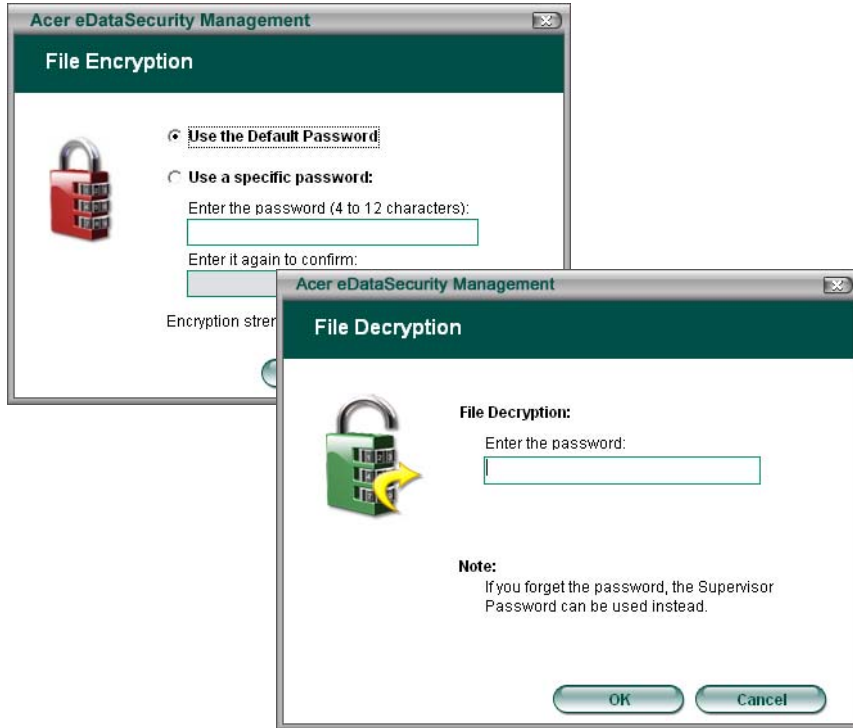 Acer eDataSecurity Management
File Encryption
Use the Default Password
Use a specific password:
Enter the password (4 to 12 characters):
Enter it again to confirm:
Encryption
Acer eDataSecurity Management
File Decryption
File Decryption:
Enter the password:
Note:
If you forget the password, the Supervisor
Password can be used instead.
OK
Cancel